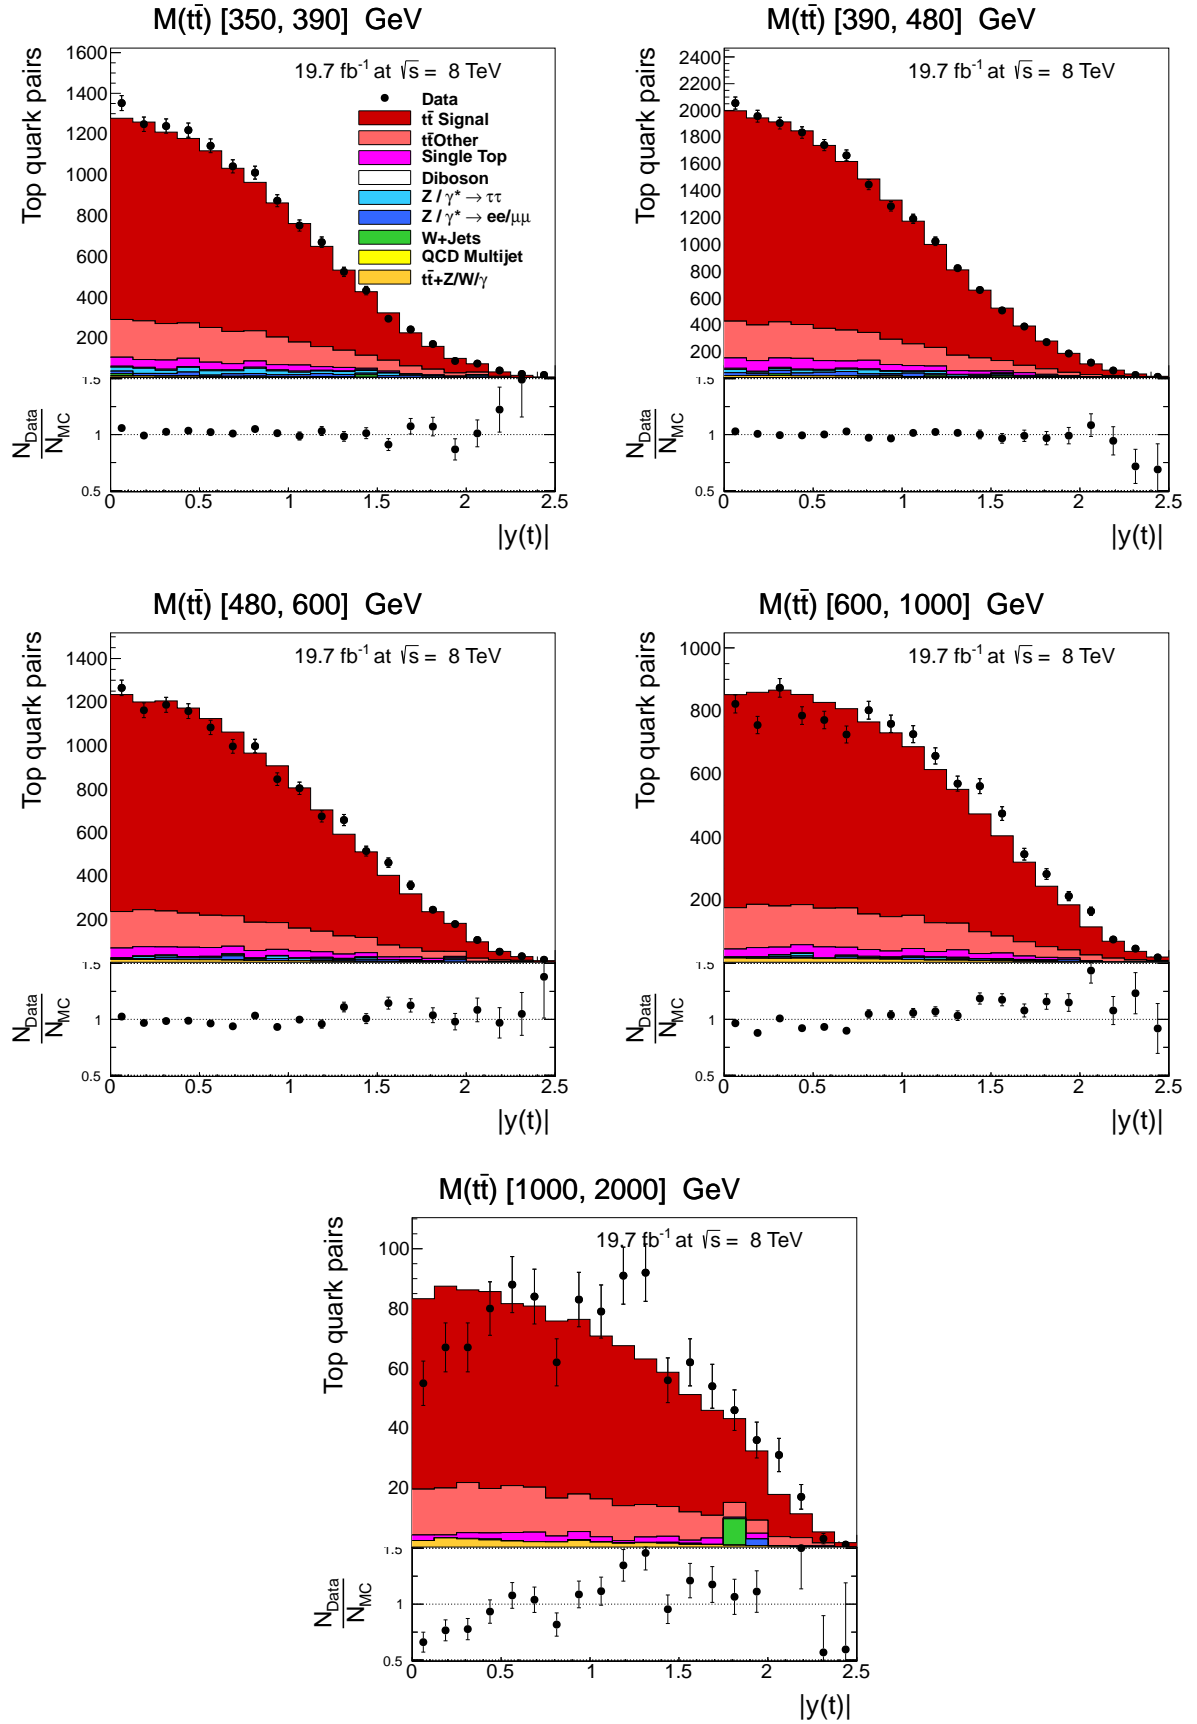 M(tt̄) [350, 390] GeV
Top quark pairs
1600
1400
1200
1000
800
600
400
200
19.7 fb⁻¹ at √s = 8 TeV
Data
tt̄ Signal
tt̄Other
Single Top
Diboson
Z / γ* → ττ
Z / γ* → ee/μμ
W+Jets
QCD Multijet
tt̄+Z/W/γ
N_Data
N_MC
1.5
1
0.5
0 0.5 1 1.5 2 2.5
|y(t)|
M(tt̄) [390, 480] GeV
Top quark pairs
2400
2200
2000
1800
1600
1400
1200
1000
800
600
400
200
19.7 fb⁻¹ at √s = 8 TeV
N_Data
N_MC
1.5
1
0.5
0 0.5 1 1.5 2 2.5
|y(t)|
M(tt̄) [480, 600] GeV
Top quark pairs
1400
1200
1000
800
600
400
200
19.7 fb⁻¹ at √s = 8 TeV
N_Data
N_MC
1.5
1
0.5
0 0.5 1 1.5 2 2.5
|y(t)|
M(tt̄) [600, 1000] GeV
Top quark pairs
1000
800
600
400
200
19.7 fb⁻¹ at √s = 8 TeV
N_Data
N_MC
1.5
1
0.5
0 0.5 1 1.5 2 2.5
|y(t)|
M(tt̄) [1000, 2000] GeV
Top quark pairs
100
80
60
40
20
19.7 fb⁻¹ at √s = 8 TeV
N_Data
N_MC
1.5
1
0.5
0 0.5 1 1.5 2 2.5
|y(t)|